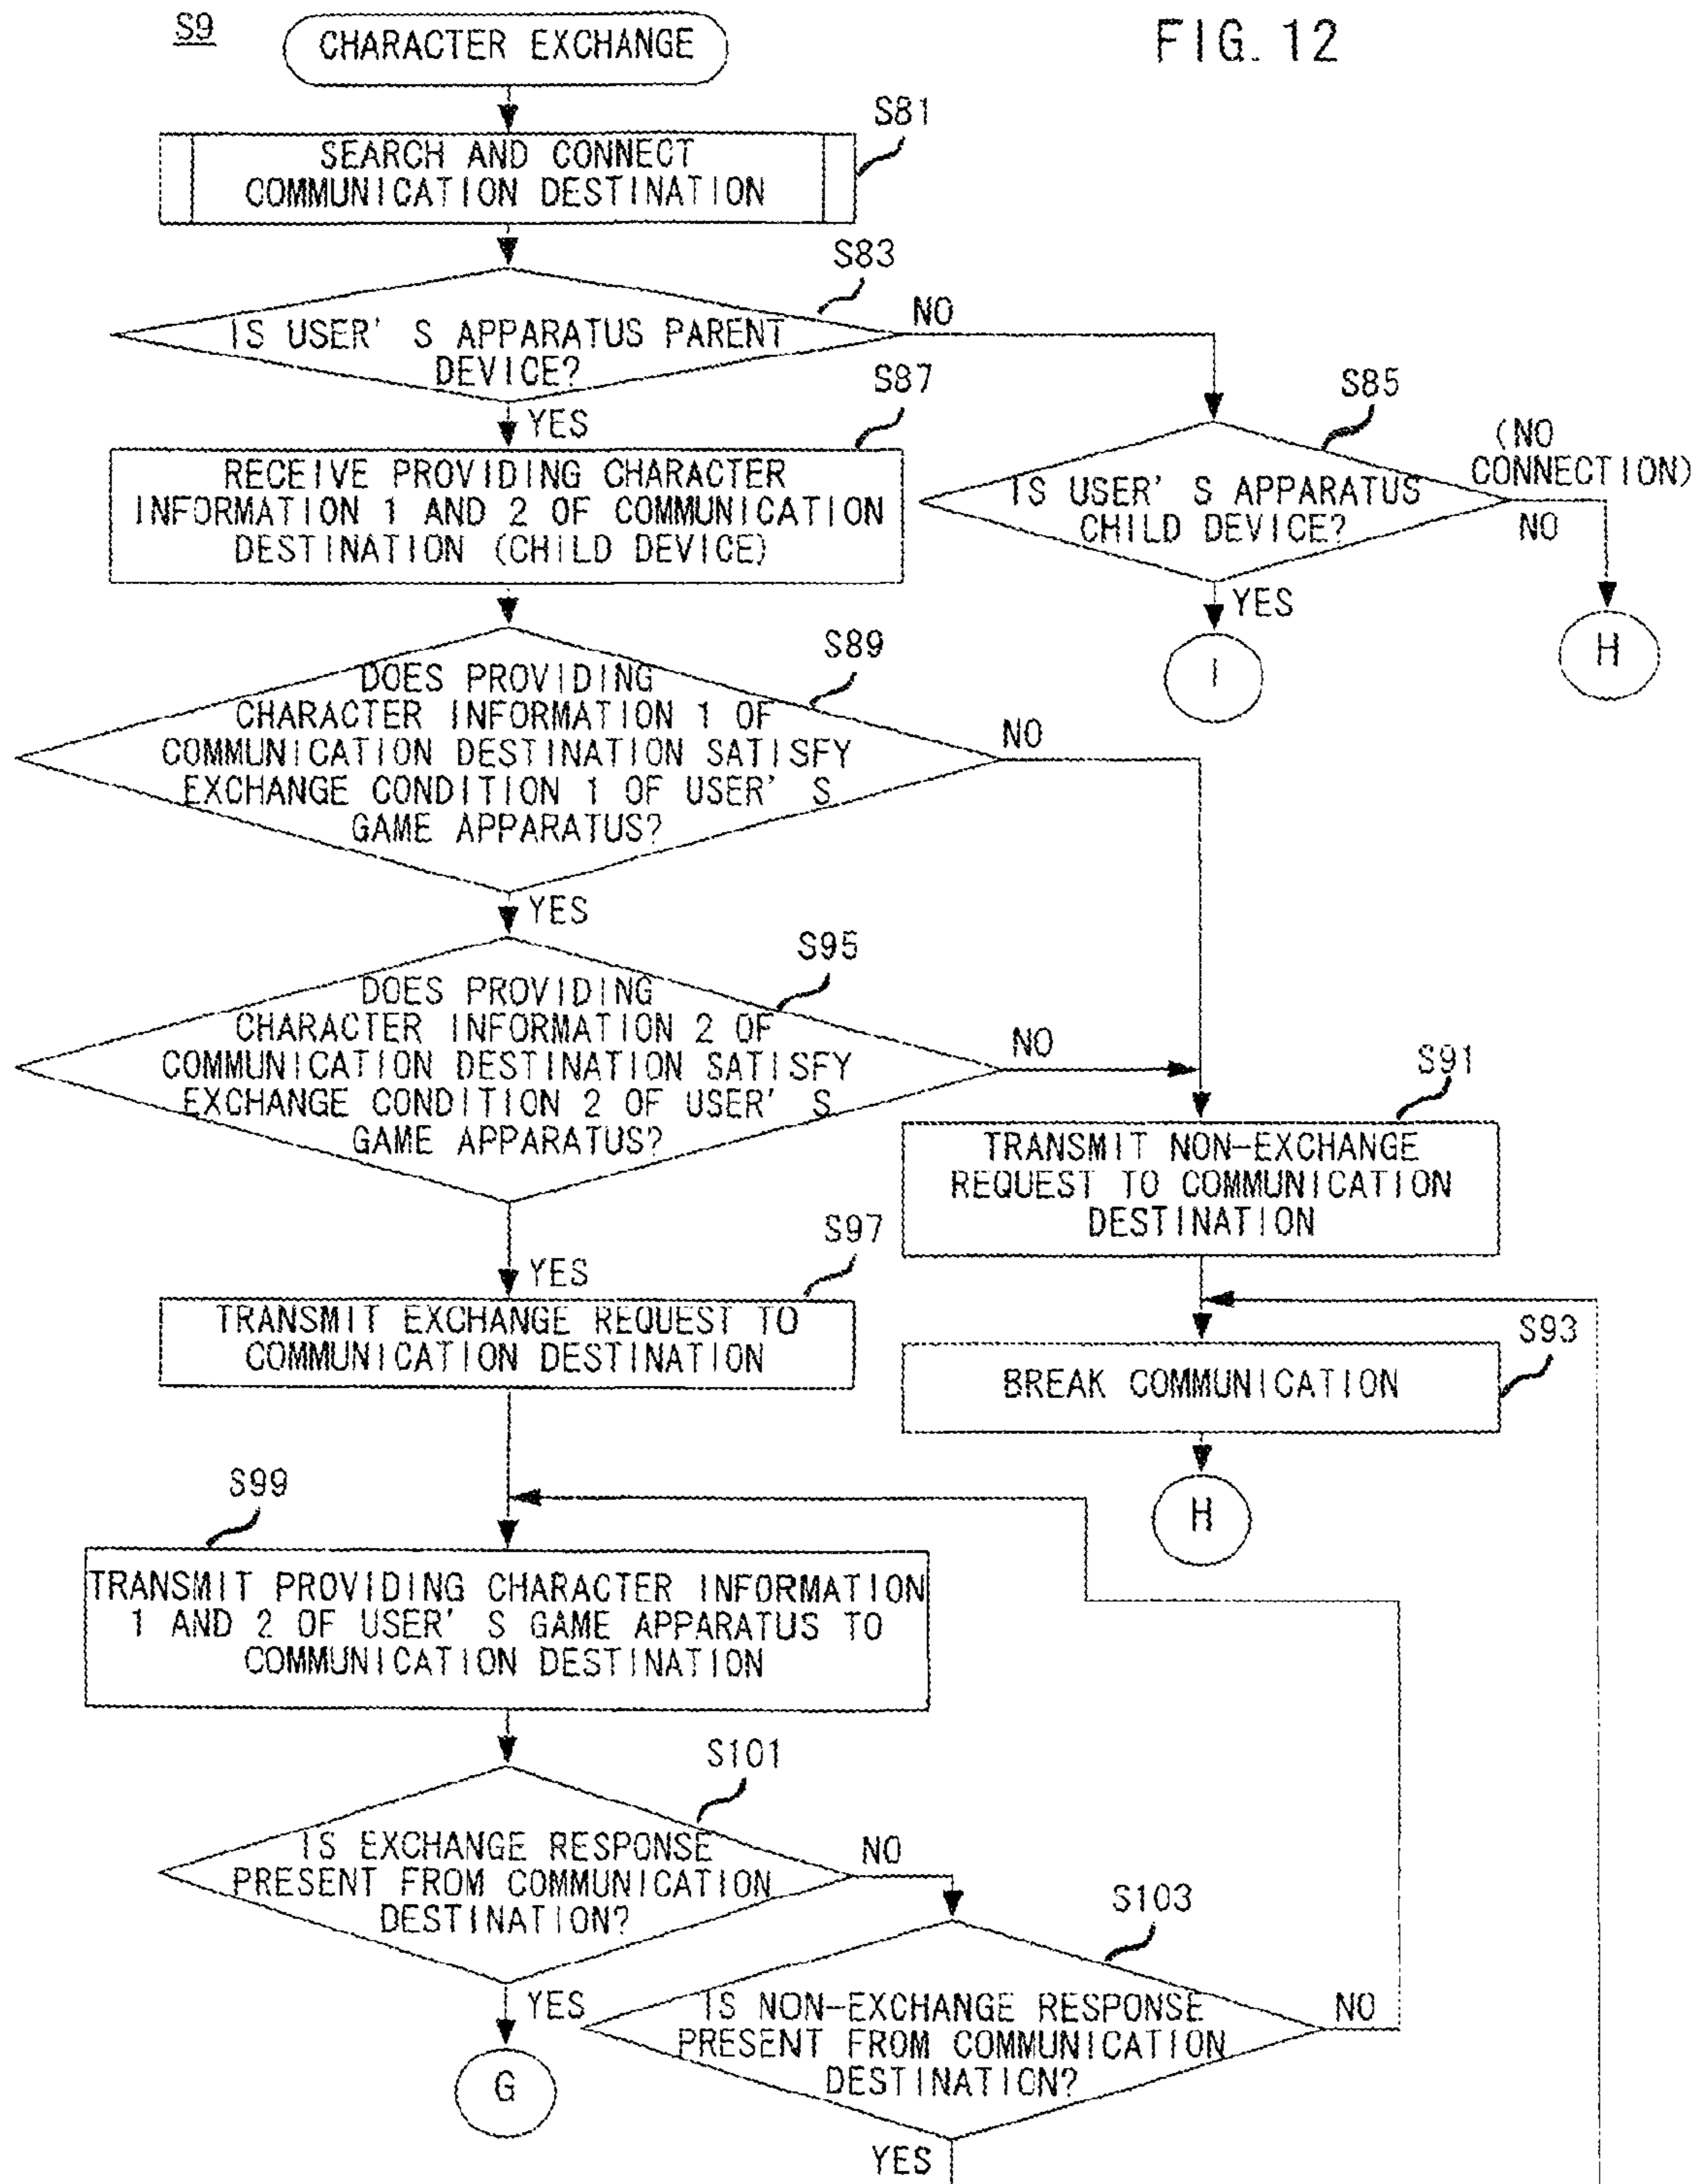 S9
CHARACTER EXCHANGE
FIG. 12
S81
SEARCH AND CONNECT
COMMUNICATION DESTINATION
S83
IS USER'S APPARATUS PARENT
DEVICE?
NO
YES
S87
RECEIVE PROVIDING CHARACTER
INFORMATION 1 AND 2 OF COMMUNICATION
DESTINATION (CHILD DEVICE)
S85
IS USER'S APPARATUS
CHILD DEVICE?
(NO
CONNECTION)
NO
YES
I
H
S89
DOES PROVIDING
CHARACTER INFORMATION 1 OF
COMMUNICATION DESTINATION SATISFY
EXCHANGE CONDITION 1 OF USER'S
GAME APPARATUS?
NO
YES
S95
DOES PROVIDING
CHARACTER INFORMATION 2 OF
COMMUNICATION DESTINATION SATISFY
EXCHANGE CONDITION 2 OF USER'S
GAME APPARATUS?
NO
YES
S91
TRANSMIT NON-EXCHANGE
REQUEST TO COMMUNICATION
DESTINATION
S97
TRANSMIT EXCHANGE REQUEST TO
COMMUNICATION DESTINATION
S93
BREAK COMMUNICATION
H
S99
TRANSMIT PROVIDING CHARACTER INFORMATION
1 AND 2 OF USER'S GAME APPARATUS TO
COMMUNICATION DESTINATION
S101
IS EXCHANGE RESPONSE
PRESENT FROM COMMUNICATION
DESTINATION?
NO
YES
G
S103
IS NON-EXCHANGE RESPONSE
PRESENT FROM COMMUNICATION
DESTINATION?
NO
YES